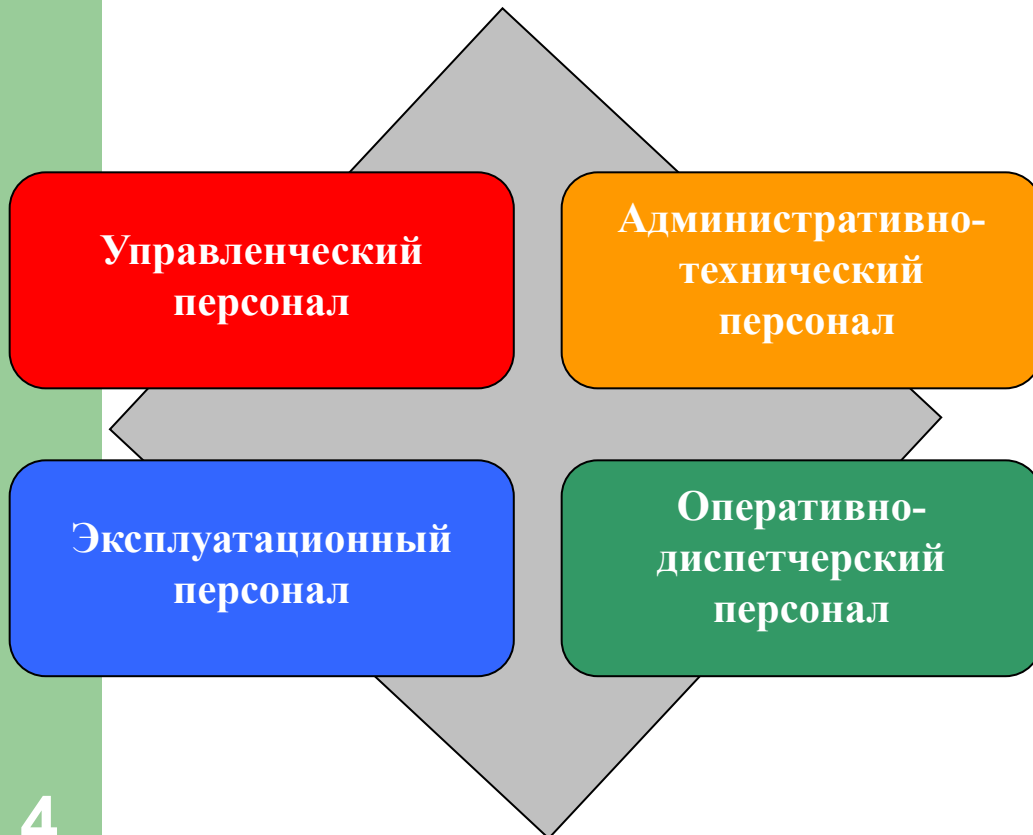 Управленческий
персонал
Административно-
технический
персонал
Эксплуатационный
персонал
Оперативно-
диспетчерский
персонал
4